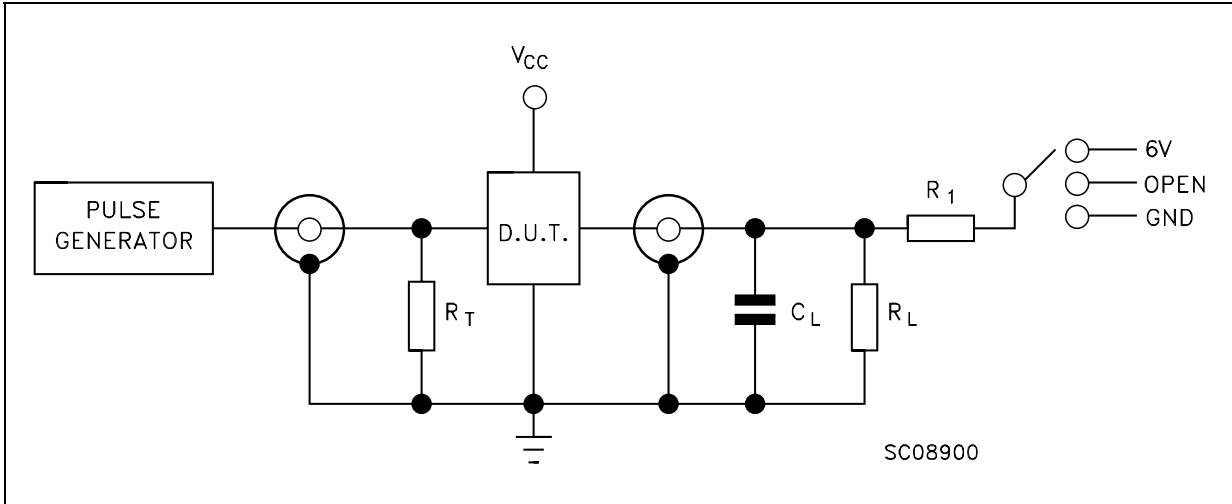 VCC
PULSE
GENERATOR
D.U.T.
RT
CL
RL
R1
6V
OPEN
GND
SC08900